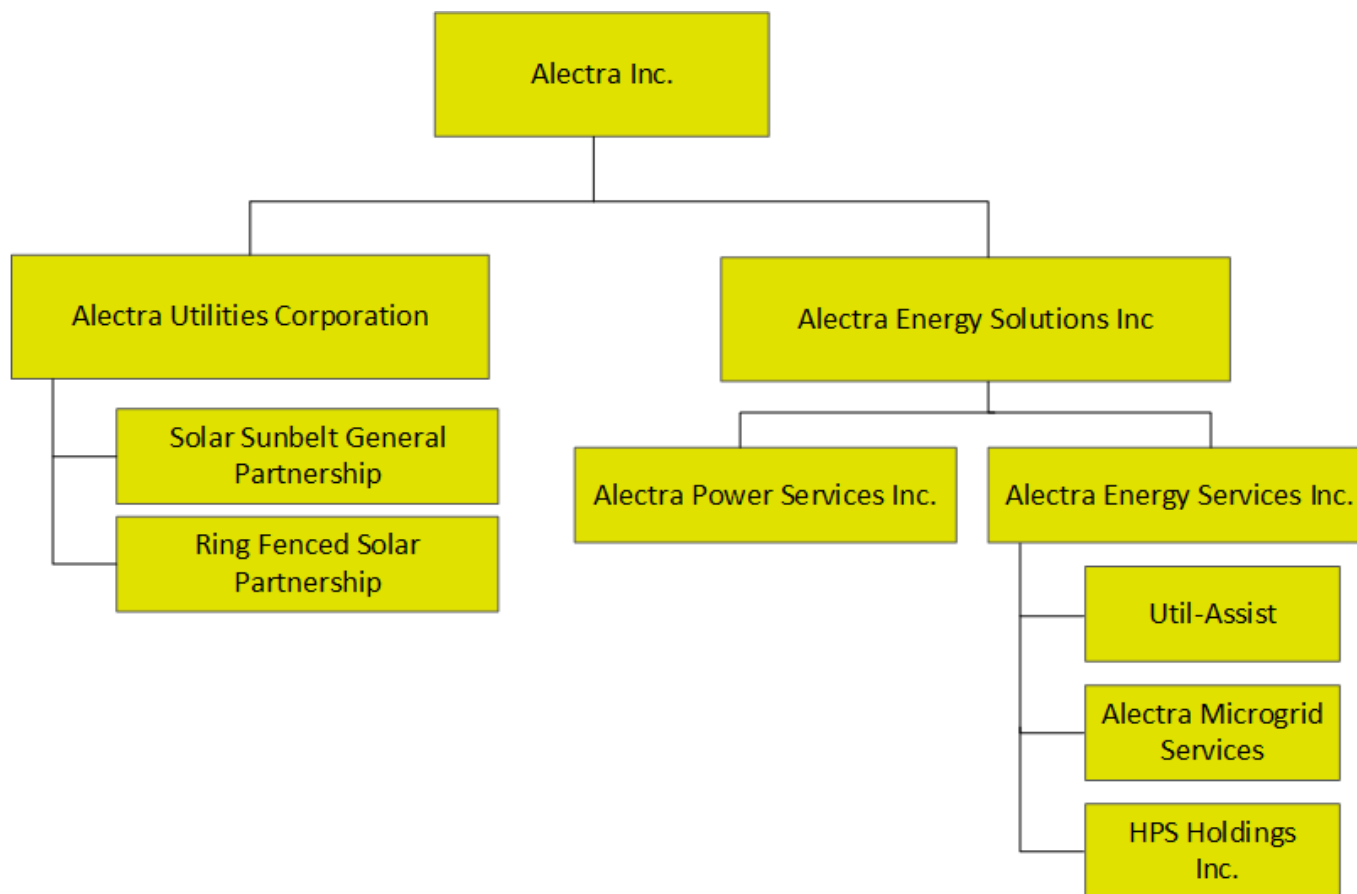 Alectra Inc.
Alectra Utilities Corporation
Alectra Energy Solutions Inc
Solar Sunbelt General
Partnership
Ring Fenced Solar
Partnership
Alectra Power Services Inc.
Alectra Energy Services Inc.
Util-Assist
Alectra Microgrid
Services
HPS Holdings
Inc.